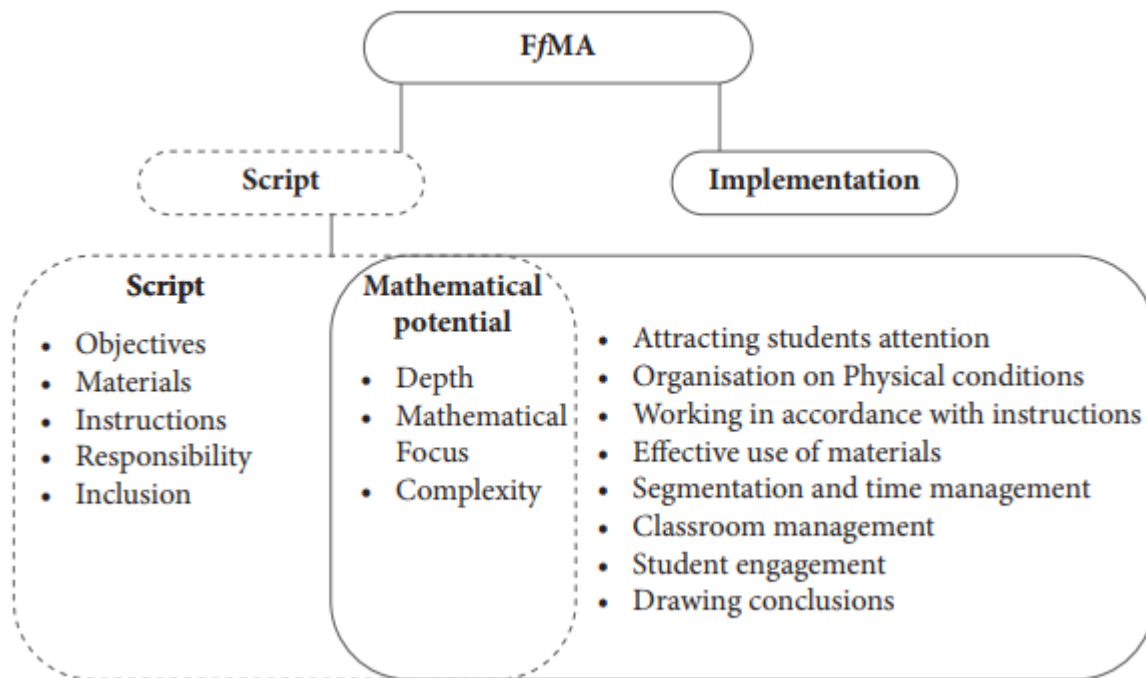 FfMA
Script
Implementation
Script
• Objectives
• Materials
• Instructions
• Responsibility
• Inclusion
Mathematical
potential
• Depth
• Mathematical
Focus
• Complexity
• Attracting students attention
• Organisation on Physical conditions
• Working in accordance with instructions
• Effective use of materials
• Segmentation and time management
• Classroom management
• Student engagement
• Drawing conclusions